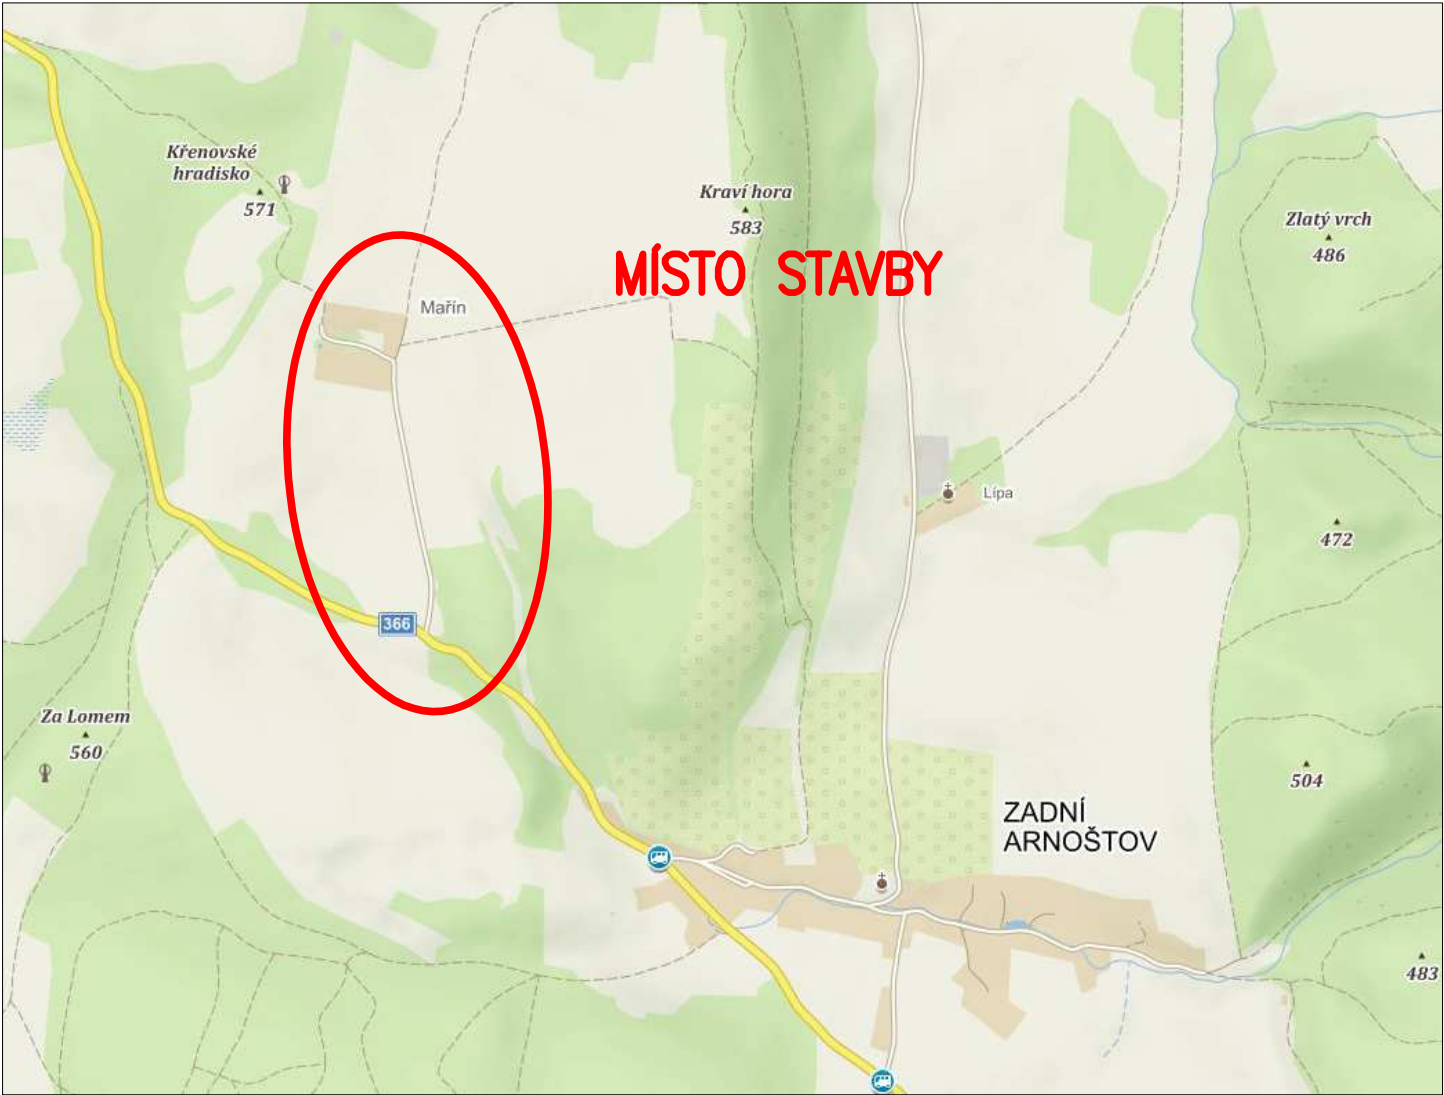 Křenovské
hradisko
571
Kraví hora
583
Zlatý vrch
486
MÍSTO STAVBY
Mařín
Lípa
472
366
Za Lomem
560
504
ZADNÍ
ARNOŠTOV
483